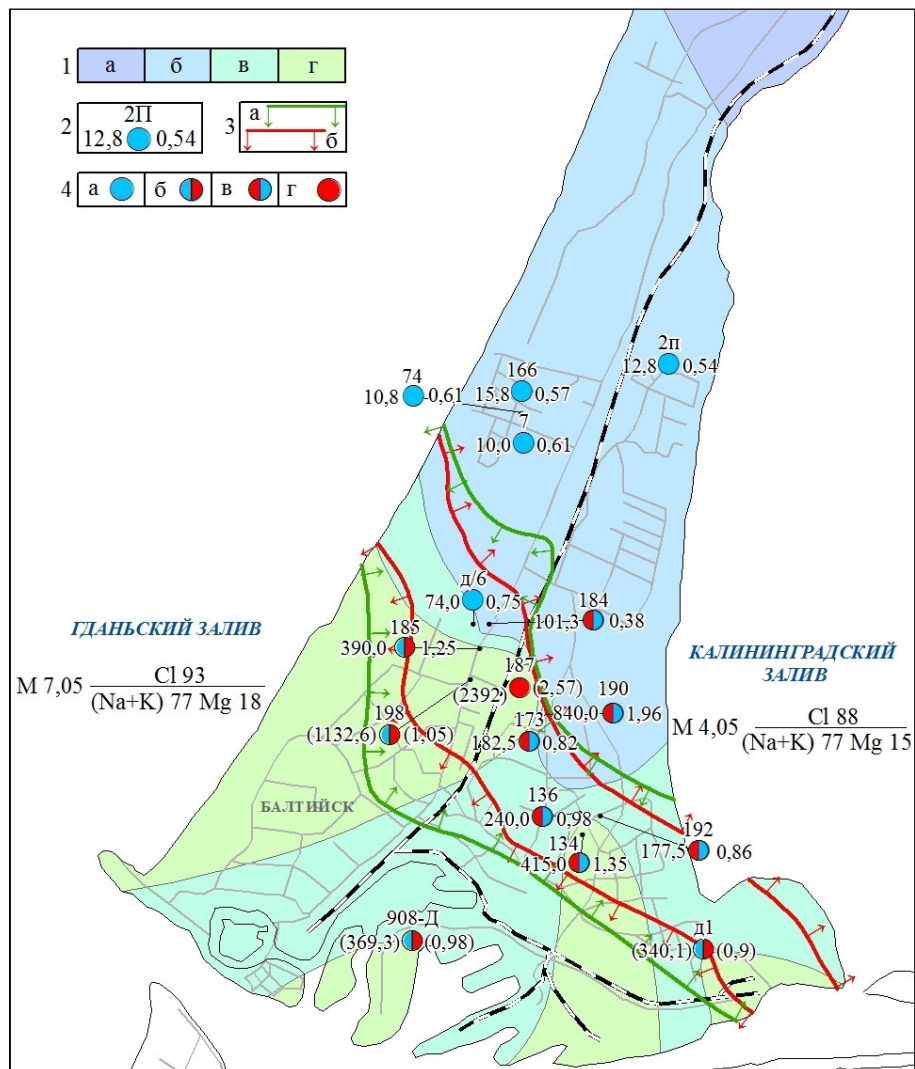 1 а б в г
2П
2 12,8 0,54 3 а б
4 а б в г
2п
12,8 0,54
74
10,8 0,61
166
15,8 0,57
7
10,0 0,61
д/6
74,0 0,75
184
101,3 0,38
ГДАНЬСКИЙ ЗАЛИВ
М 7,05 Cl 93
(Na+K) 77 Mg 18
185
390,0 1,25
187
(2392) (2,57)
КАЛИНИНГРАДСКИЙ
ЗАЛИВ
М 4,05 Cl 88
(Na+K) 77 Mg 15
190
840,0 1,96
198
(1132,6) (1,05)
173
182,5 0,82
БАЛТИЙСК
136
240,0 0,98
134
415,0 1,35
192
177,5 0,86
908-Д
(369,3) (0,98)
д1
(340,1) (0,9)